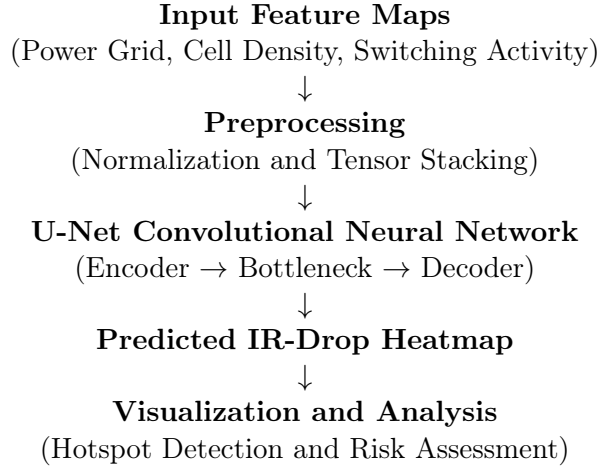 Input Feature Maps
(Power Grid, Cell Density, Switching Activity)
↓
Preprocessing
(Normalization and Tensor Stacking)
↓
U-Net Convolutional Neural Network
(Encoder → Bottleneck → Decoder)
↓
Predicted IR-Drop Heatmap
↓
Visualization and Analysis
(Hotspot Detection and Risk Assessment)